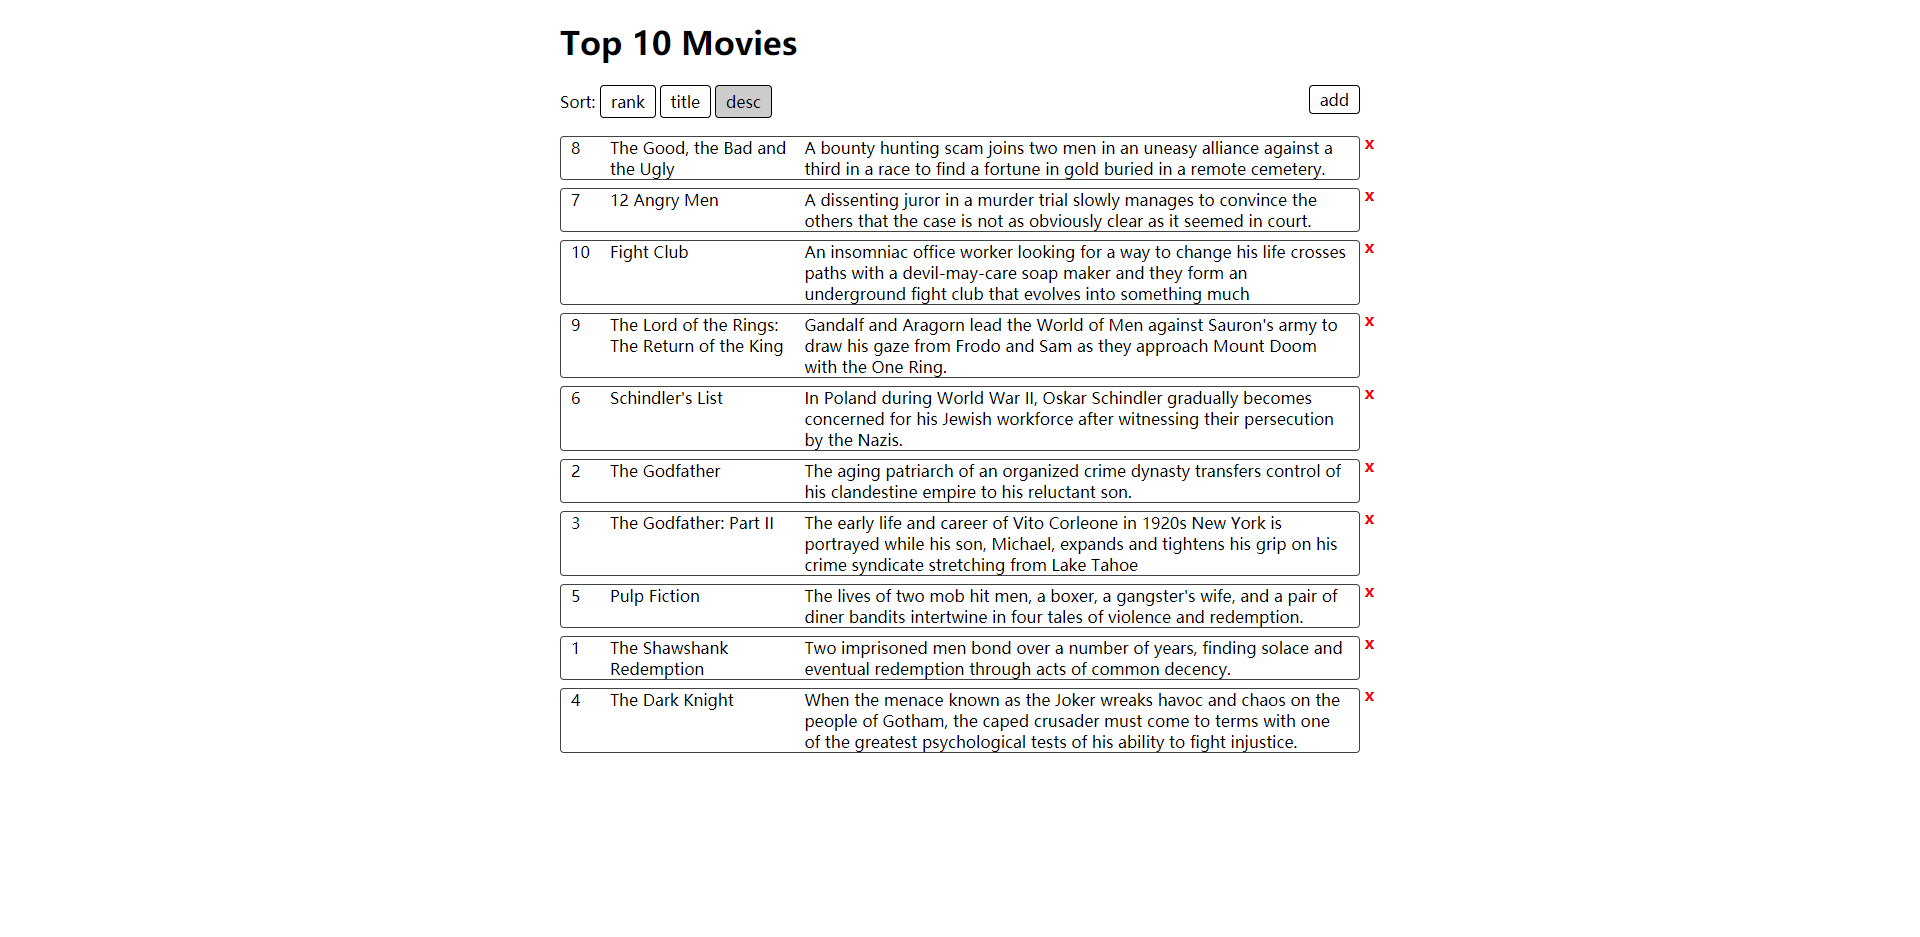 Top 10 Movies
Sort: rank title desc add
8 The Good, the Bad and A bounty hunting scam joins two men in an uneasy alliance against a x
the Ugly third in a race to find a fortune in gold buried in a remote cemetery.
7 12 Angry Men A dissenting juror in a murder trial slowly manages to convince the x
others that the case is not as obviously clear as it seemed in court.
10 Fight Club An insomniac office worker looking for a way to change his life crosses x
paths with a devil-may-care soap maker and they form an
underground fight club that evolves into something much
9 The Lord of the Rings: Gandalf and Aragorn lead the World of Men against Sauron's army to x
The Return of the King draw his gaze from Frodo and Sam as they approach Mount Doom
with the One Ring.
6 Schindler's List In Poland during World War II, Oskar Schindler gradually becomes x
concerned for his Jewish workforce after witnessing their persecution
by the Nazis.
2 The Godfather The aging patriarch of an organized crime dynasty transfers control of x
his clandestine empire to his reluctant son.
3 The Godfather: Part II The early life and career of Vito Corleone in 1920s New York is x
portrayed while his son, Michael, expands and tightens his grip on his
crime syndicate stretching from Lake Tahoe
5 Pulp Fiction The lives of two mob hit men, a boxer, a gangster's wife, and a pair of x
diner bandits intertwine in four tales of violence and redemption.
1 The Shawshank Two imprisoned men bond over a number of years, finding solace and x
Redemption eventual redemption through acts of common decency.
4 The Dark Knight When the menace known as the Joker wreaks havoc and chaos on the x
people of Gotham, the caped crusader must come to terms with one
of the greatest psychological tests of his ability to fight injustice.